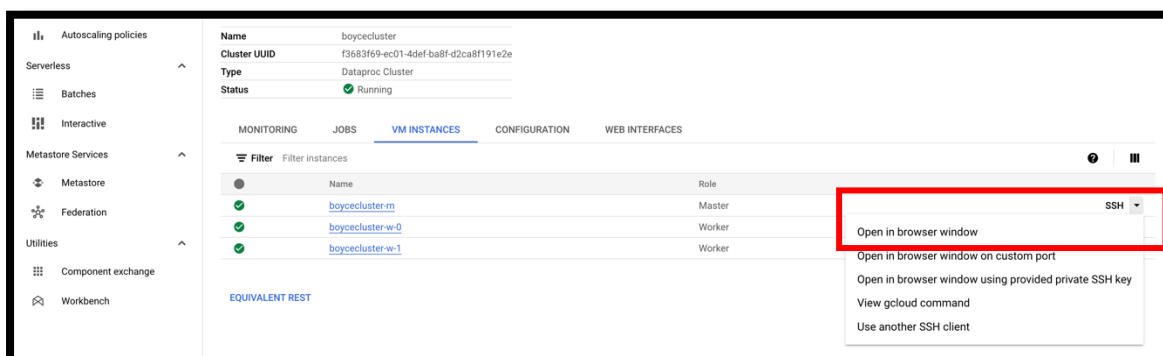 Autoscaling policies
Serverless
Batches
Interactive
Metastore Services
Metastore
Federation
Utilities
Component exchange
Workbench
Name boycecluster
Cluster UUID f3683f69-ec01-4def-ba8f-d2ca8f191e2e
Type Dataproc Cluster
Status Running
MONITORING JOBS VM INSTANCES CONFIGURATION WEB INTERFACES
Filter Filter instances
Name Role
boycecluster-m Master SSH
boycecluster-w-0 Worker
boycecluster-w-1 Worker
EQUIVALENT REST
Open in browser window
Open in browser window on custom port
Open in browser window using provided private SSH key
View gcloud command
Use another SSH client